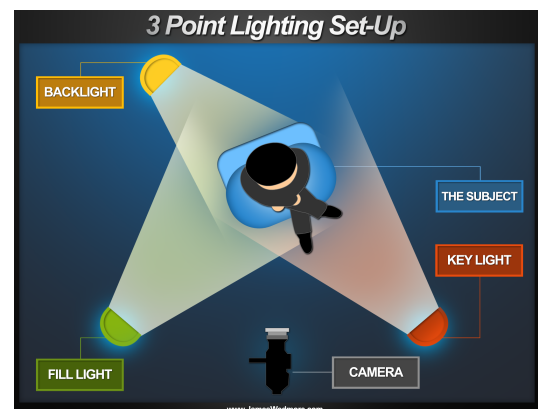 3 Point Lighting Set-Up
BACKLIGHT
THE SUBJECT
KEY LIGHT
FILL LIGHT
CAMERA